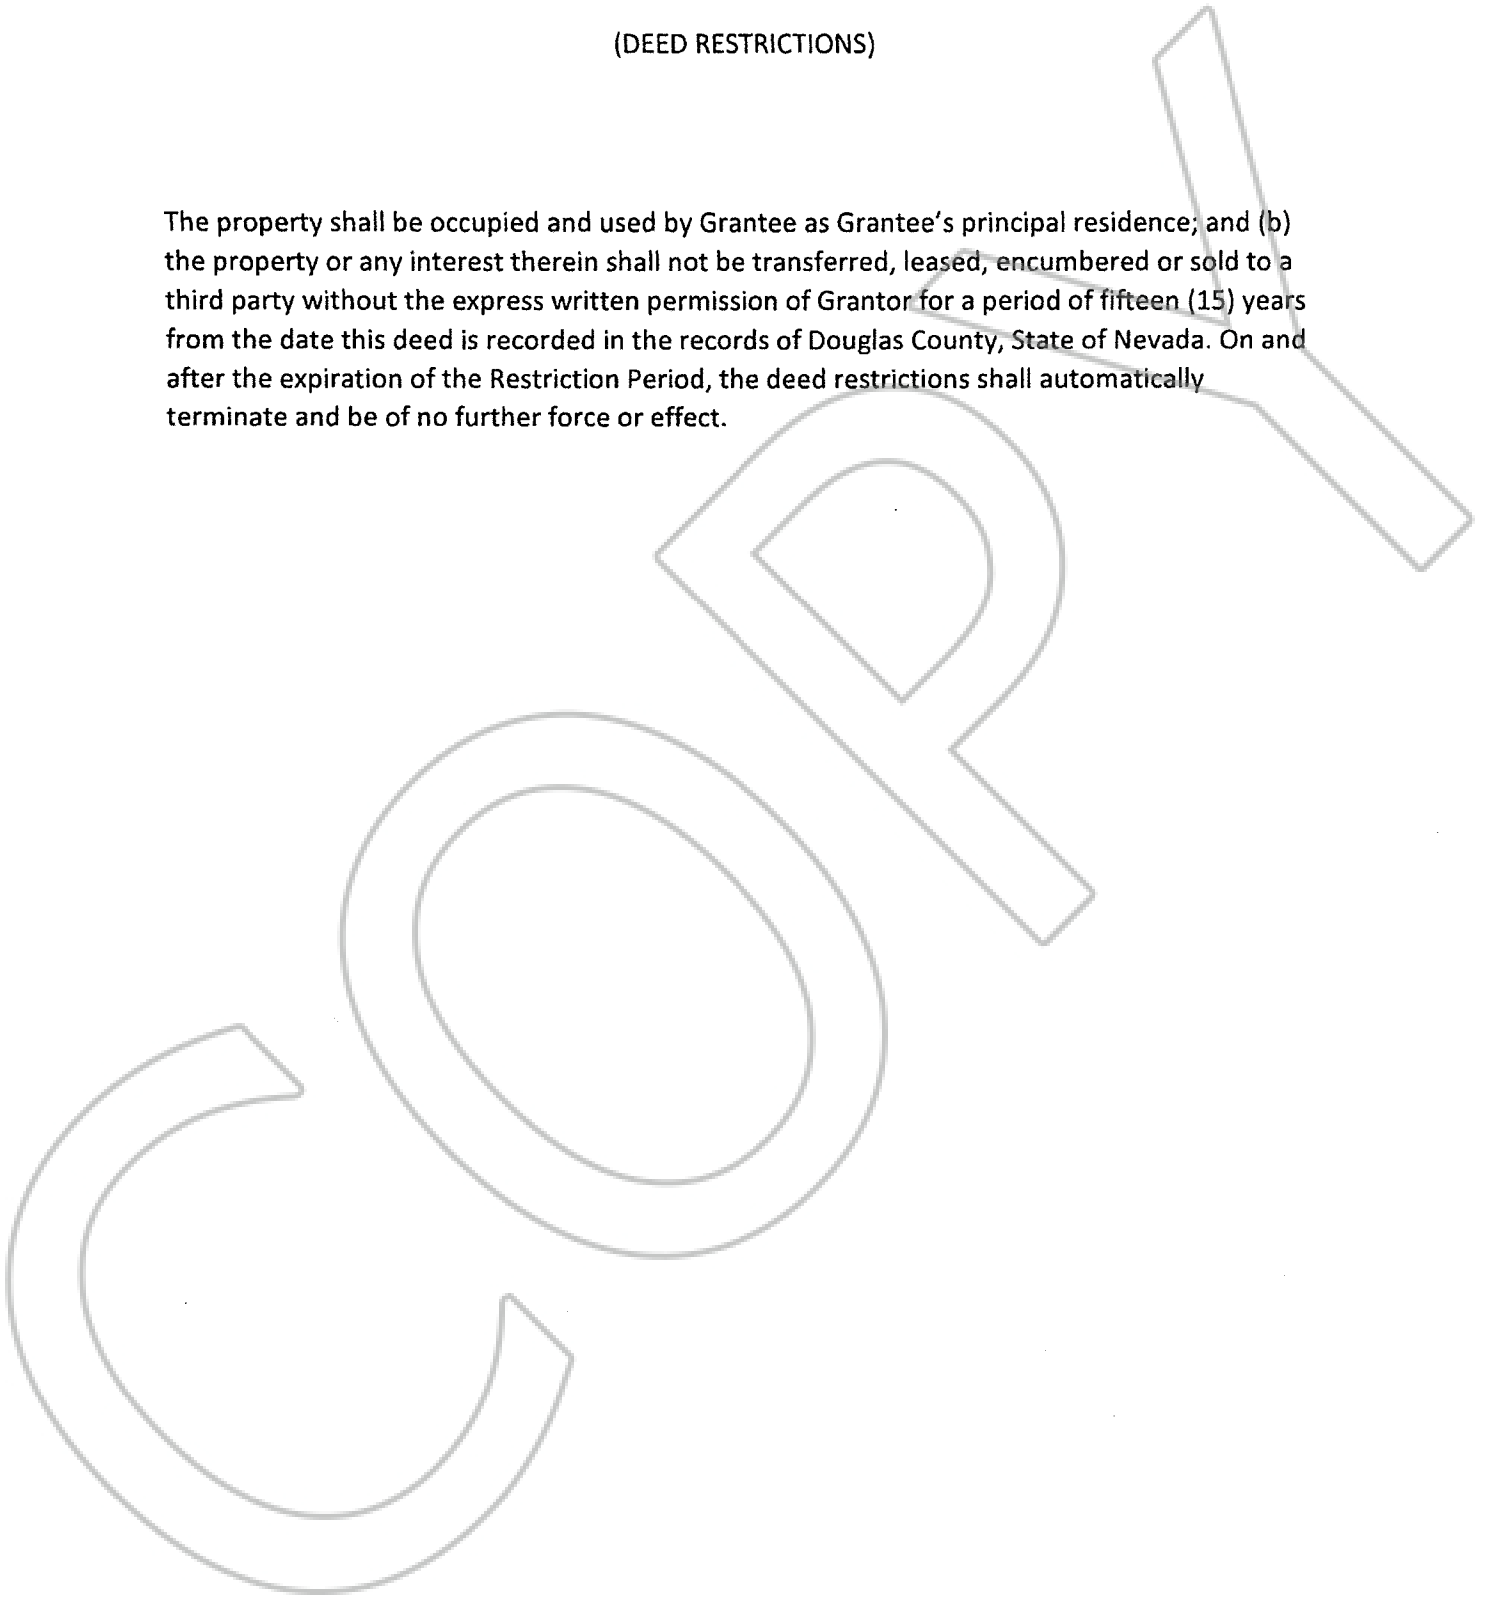 (DEED RESTRICTIONS)
The property shall be occupied and used by Grantee as Grantee's principal residence; and (b)
the property or any interest therein shall not be transferred, leased, encumbered or sold to a
third party without the express written permission of Grantor for a period of fifteen (15) years
from the date this deed is recorded in the records of Douglas County, State of Nevada. On and
after the expiration of the Restriction Period, the deed restrictions shall automatically
terminate and be of no further force or effect.
COPY